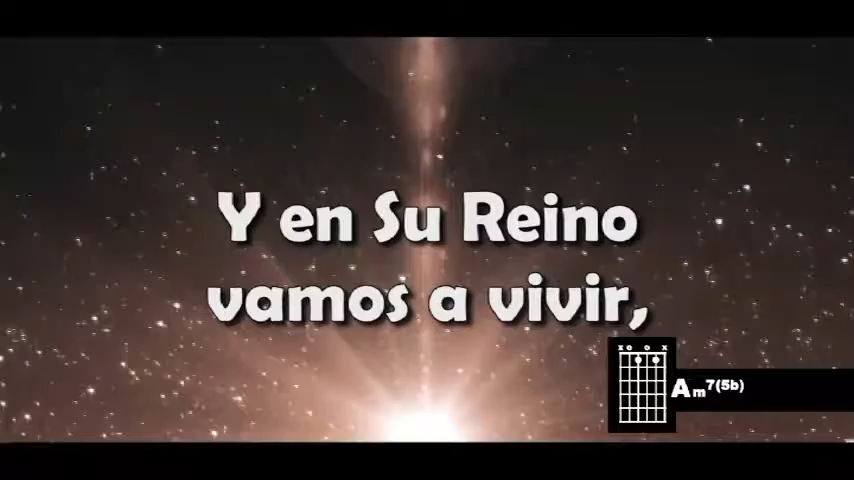 Y en Su Reino
vamos a vivir,
x o o x
Am7(5b)